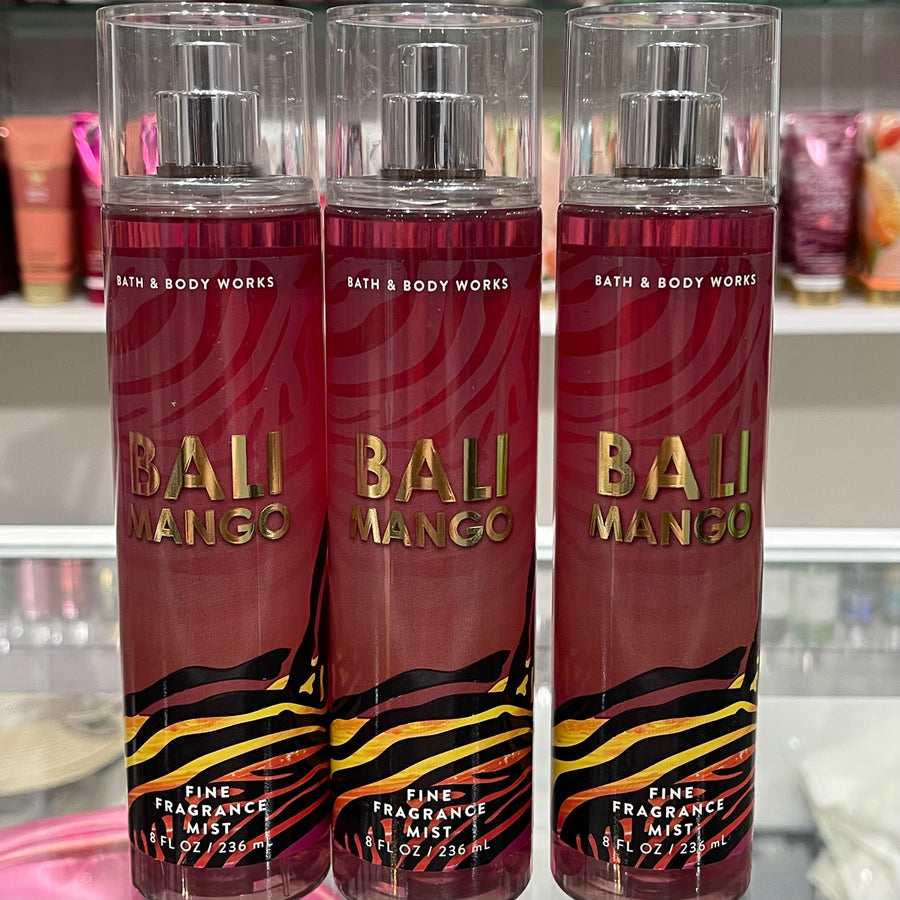 BATH & BODY WORKS
BALI
MANGO
FINE
FRAGRANCE
MIST
8 FL OZ / 236 mL
BATH & BODY WORKS
BALI
MANGO
FINE
FRAGRANCE
MIST
8 FL OZ / 236 mL
BATH & BODY WORKS
BALI
MANGO
FINE
FRAGRANCE
MIST
8 FL OZ / 236 mL